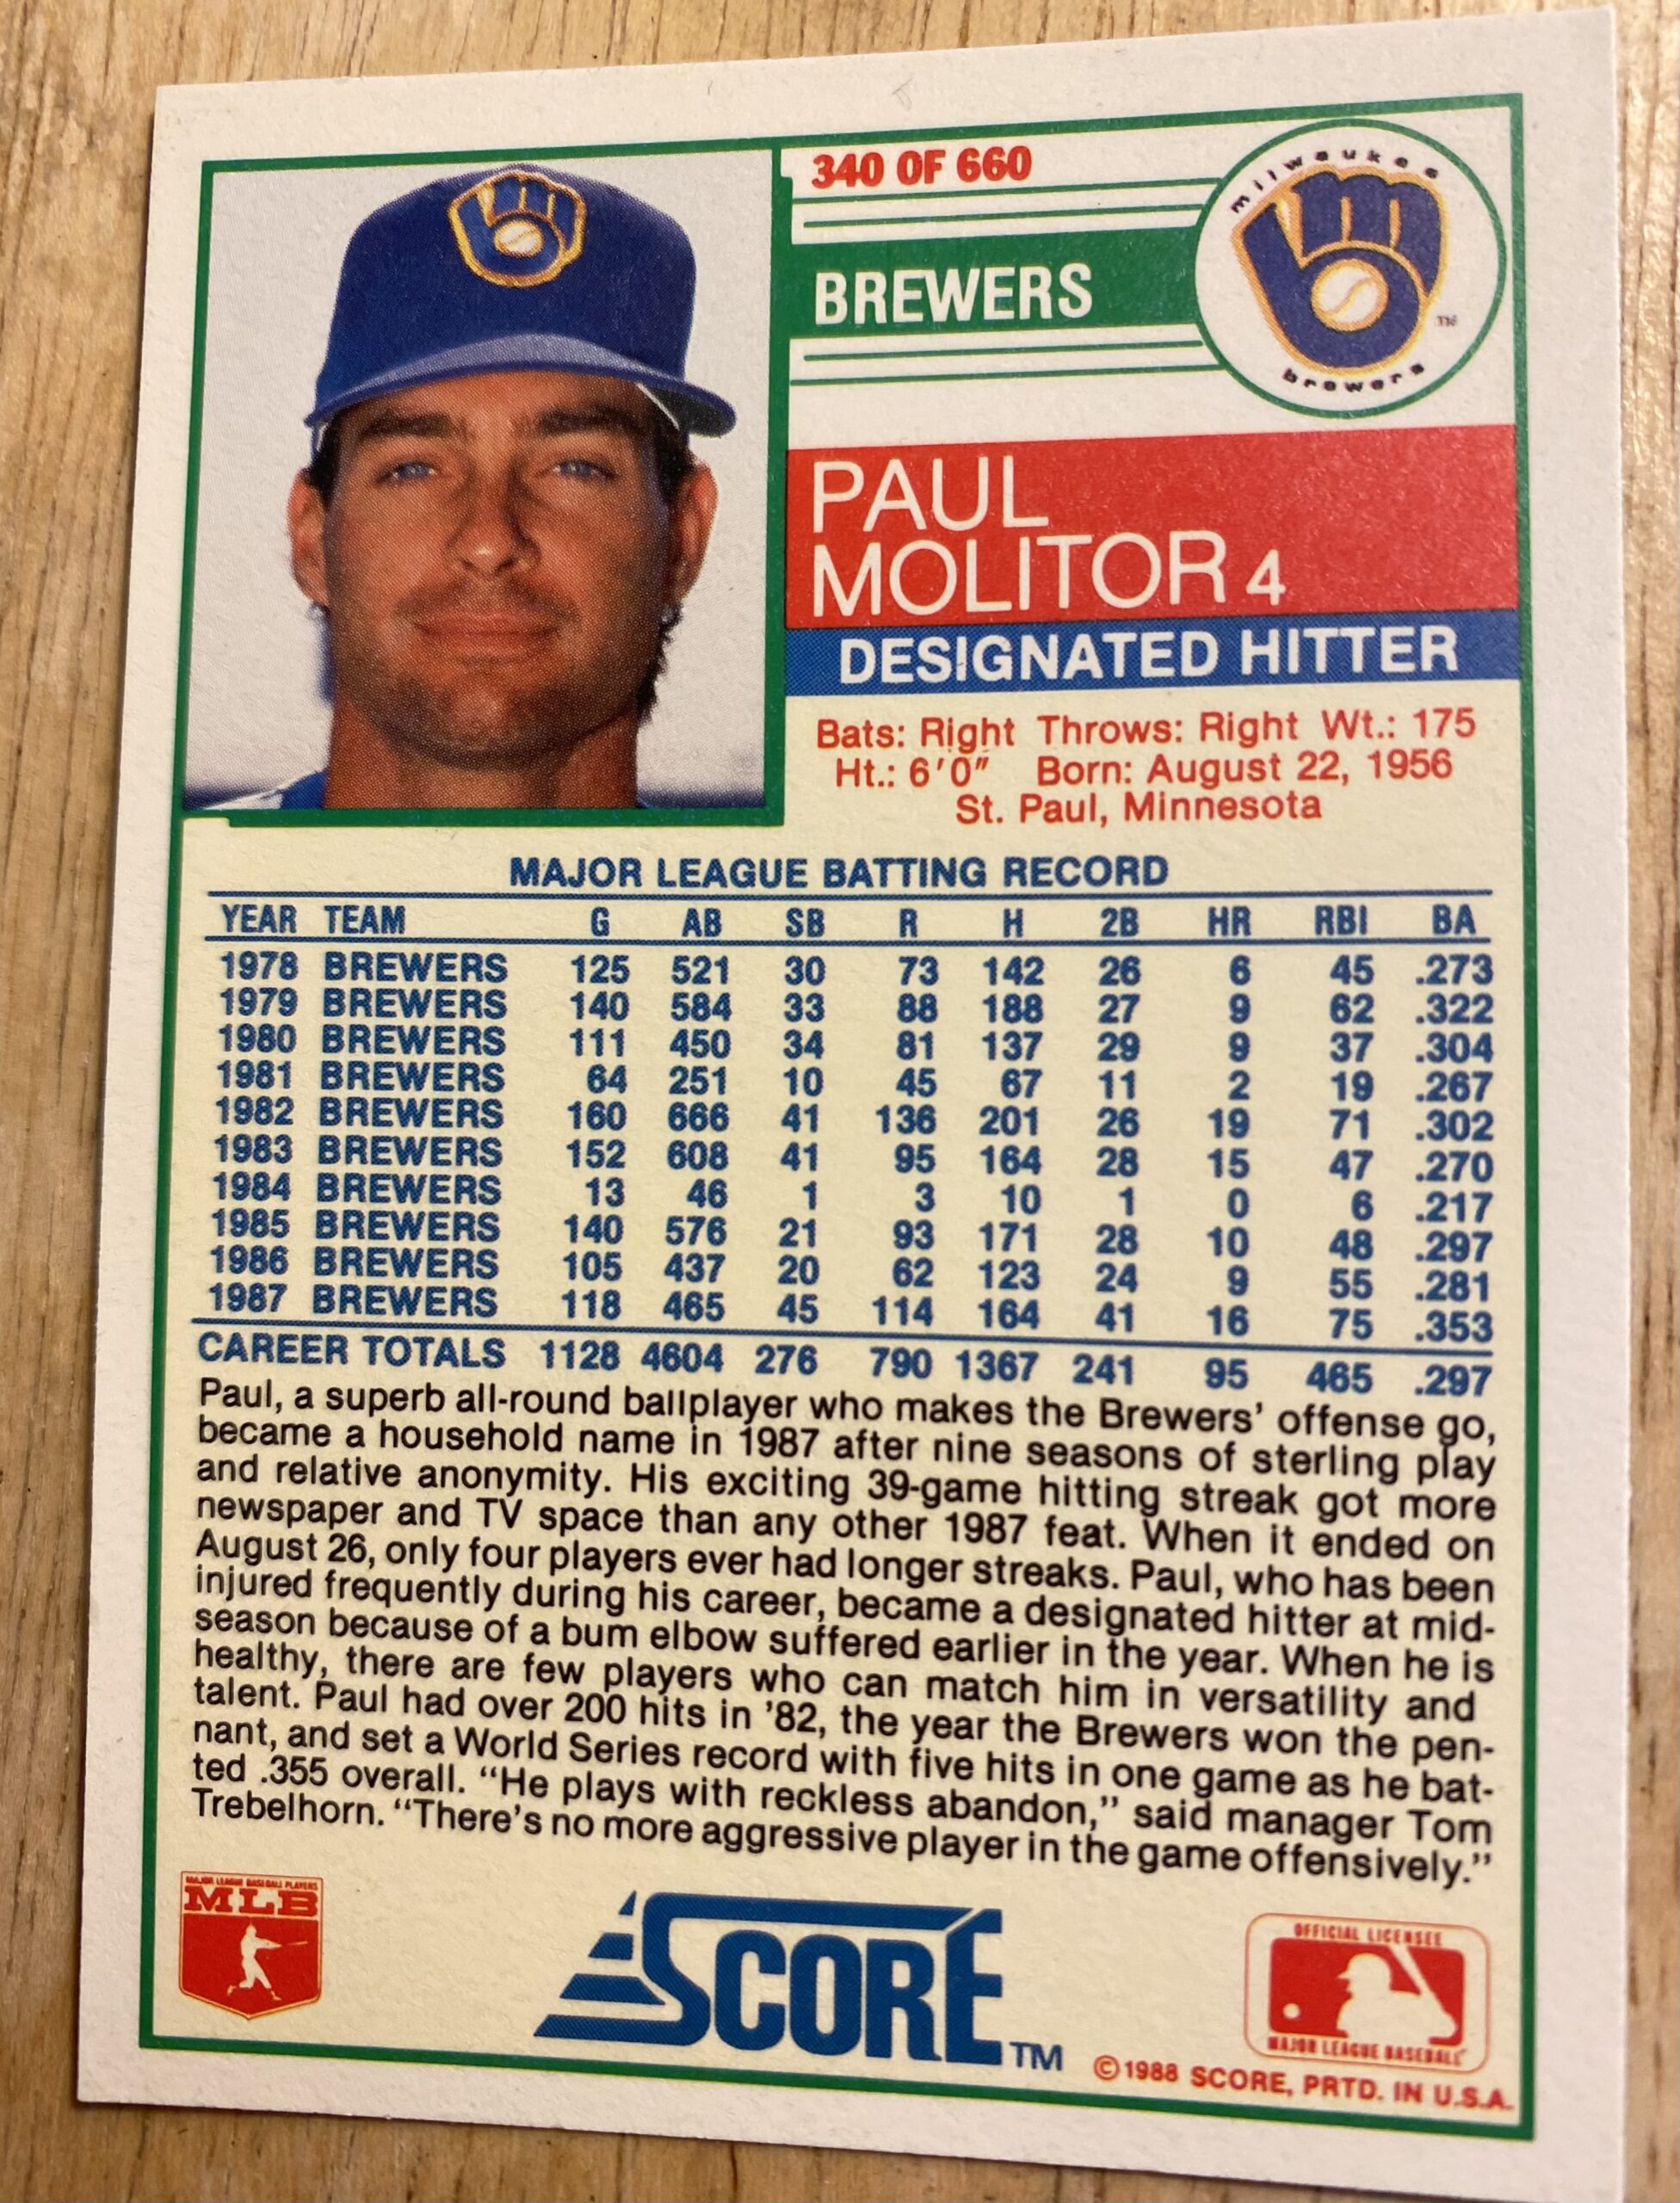 340 OF 660
milwaukee
brewers
TM
BREWERS
PAUL
MOLITOR 4
DESIGNATED HITTER
Bats: Right Throws: Right Wt.: 175
Ht.: 6'0" Born: August 22, 1956
St. Paul, Minnesota
MAJOR LEAGUE BATTING RECORD
YEAR TEAM G AB SB R H 2B HR RBI BA
1978 BREWERS 125 521 30 73 142 26 6 45 .273
1979 BREWERS 140 584 33 88 188 27 9 62 .322
1980 BREWERS 111 450 34 81 137 29 9 37 .304
1981 BREWERS 64 251 10 45 67 11 2 19 .267
1982 BREWERS 160 666 41 136 201 26 19 71 .302
1983 BREWERS 152 608 41 95 164 28 15 47 .270
1984 BREWERS 13 46 1 3 10 1 0 6 .217
1985 BREWERS 140 576 21 93 171 28 10 48 .297
1986 BREWERS 105 437 20 62 123 24 9 55 .281
1987 BREWERS 118 465 45 114 164 41 16 75 .353
CAREER TOTALS 1128 4604 276 790 1367 241 95 465 .297
Paul, a superb all-round ballplayer who makes the Brewers' offense go,
became a household name in 1987 after nine seasons of sterling play
and relative anonymity. His exciting 39-game hitting streak got more
newspaper and TV space than any other 1987 feat. When it ended on
August 26, only four players ever had longer streaks. Paul, who has been
injured frequently during his career, became a designated hitter at mid-
season because of a bum elbow suffered earlier in the year. When he is
healthy, there are few players who can match him in versatility and
talent. Paul had over 200 hits in '82, the year the Brewers won the pen-
nant, and set a World Series record with five hits in one game as he bat-
ted .355 overall. "He plays with reckless abandon," said manager Tom
Trebelhorn. "There's no more aggressive player in the game offensively."
MAJOR LEAGUE BASEBALL PLAYERS
MLB
SCORE TM
OFFICIAL LICENSEE
MAJOR LEAGUE BASEBALL
©1988 SCORE, PRTD. IN U.S.A.